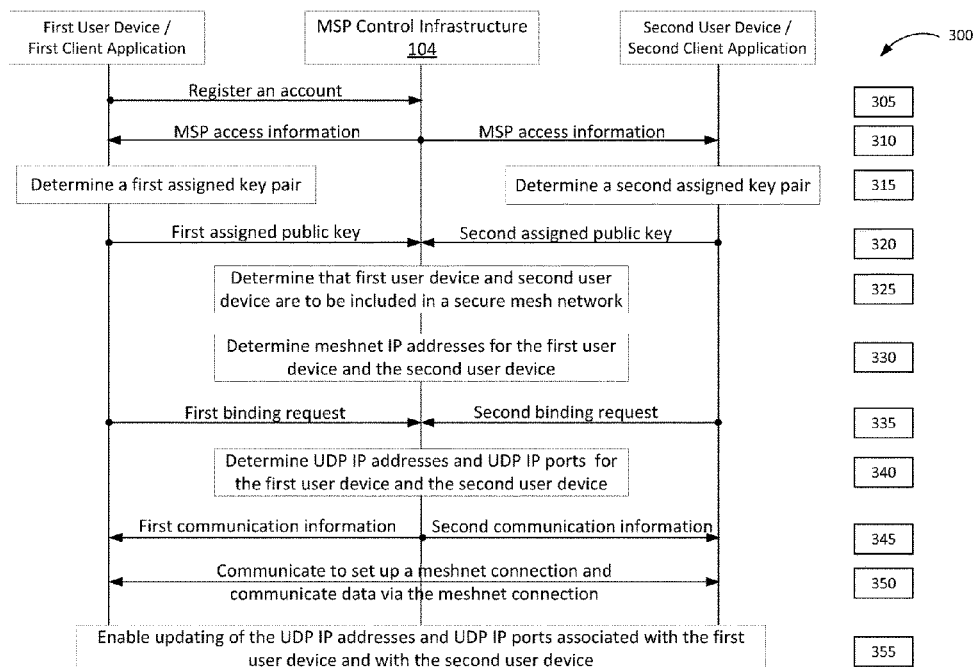 First User Device /
First Client Application
MSP Control Infrastructure
104
Second User Device /
Second Client Application
300
Register an account
305
MSP access information
MSP access information
310
Determine a first assigned key pair
Determine a second assigned key pair
315
First assigned public key
Second assigned public key
320
Determine that first user device and second user
device are to be included in a secure mesh network
325
Determine meshnet IP addresses for the first user
device and the second user device
330
First binding request
Second binding request
335
Determine UDP IP addresses and UDP IP ports for
the first user device and the second user device
340
First communication information
Second communication information
345
Communicate to set up a meshnet connection and
communicate data via the meshnet connection
350
Enable updating of the UDP IP addresses and UDP IP ports associated with the first
user device and with the second user device
355